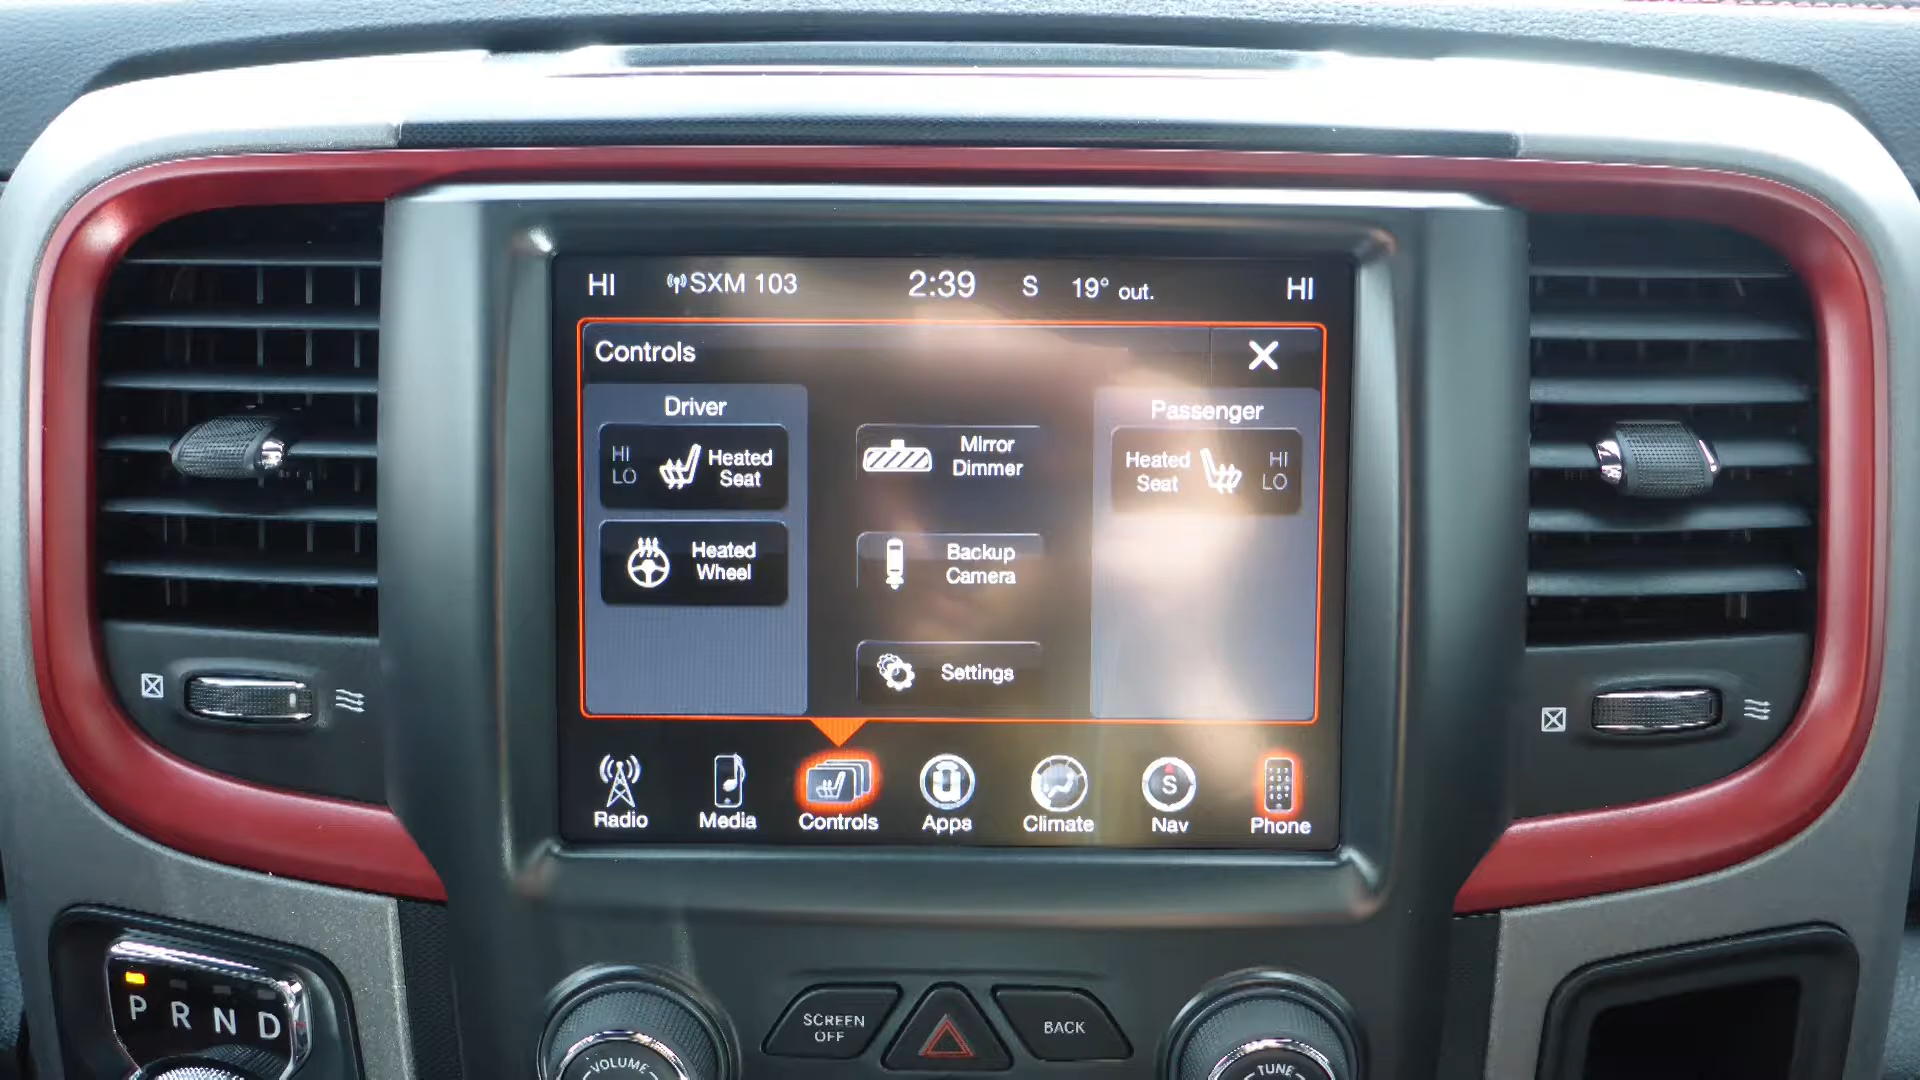 HI SXM 103 2:39 S 19° out. HI
Controls
Driver
HI
LO
Heated
Seat
Heated
Wheel
Mirror
Dimmer
Backup
Camera
Settings
Passenger
Heated
Seat
HI
LO
Radio Media Controls Apps Climate Nav Phone
S
P R N D
SCREEN
OFF
BACK
VOLUME
TUNE